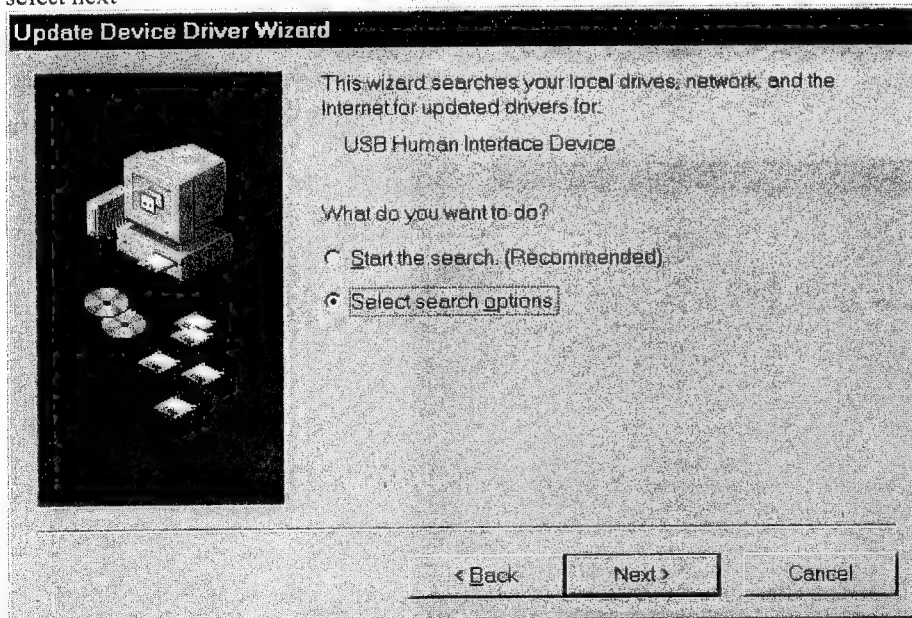 select next
Update Device Driver Wizard
This wizard searches your local drives, network, and the
Internet for updated drivers for:
USB Human Interface Device
What do you want to do?
Start the search. (Recommended)
Select search options.
< Back Next > Cancel